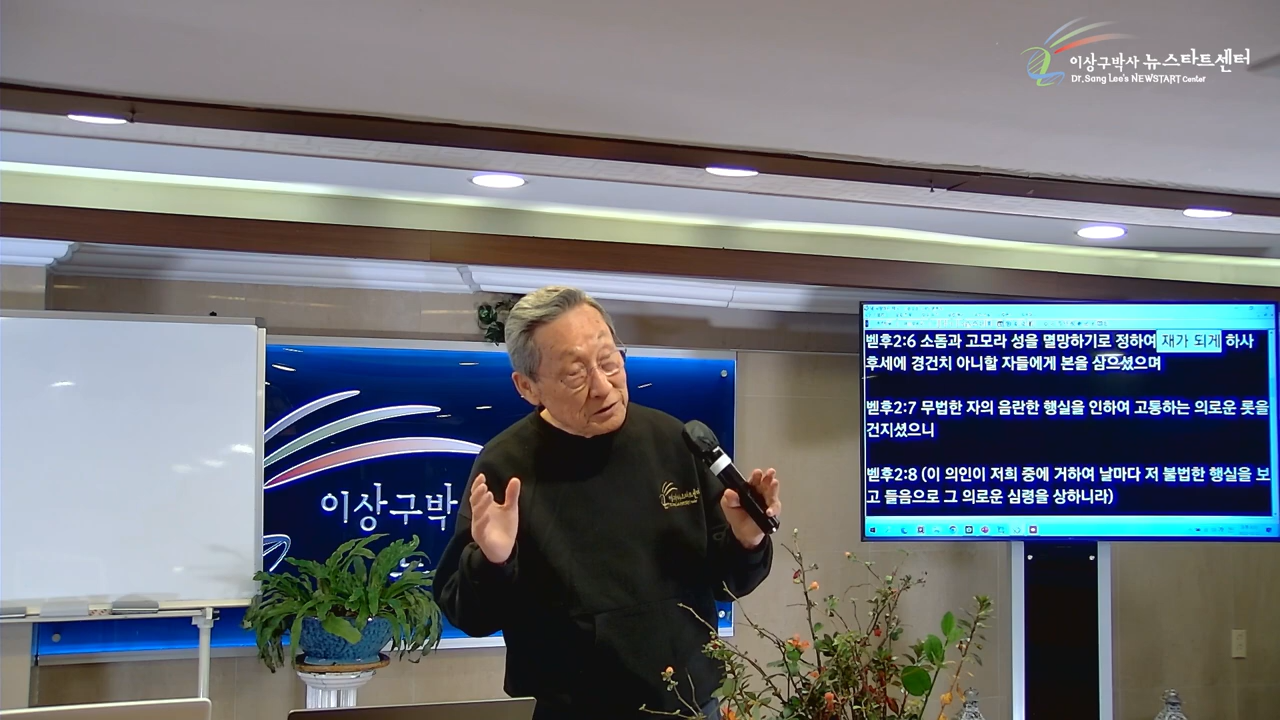 이상구박사 뉴스타트센터
Dr. Sang Lee's NEWSTART Center
벧후2:6 소돔과 고모라 성을 멸망하기로 정하여 재가 되게 하사
후세에 경건치 아니할 자들에게 본을 삼으셨으며
벧후2:7 무법한 자의 음란한 행실을 인하여 고통하는 의로운 롯을
건지셨으니
벧후2:8 (이 의인이 저희 중에 거하여 날마다 저 불법한 행실을 보
고 들음으로 그 의로운 심령을 상하니라)
이상구박